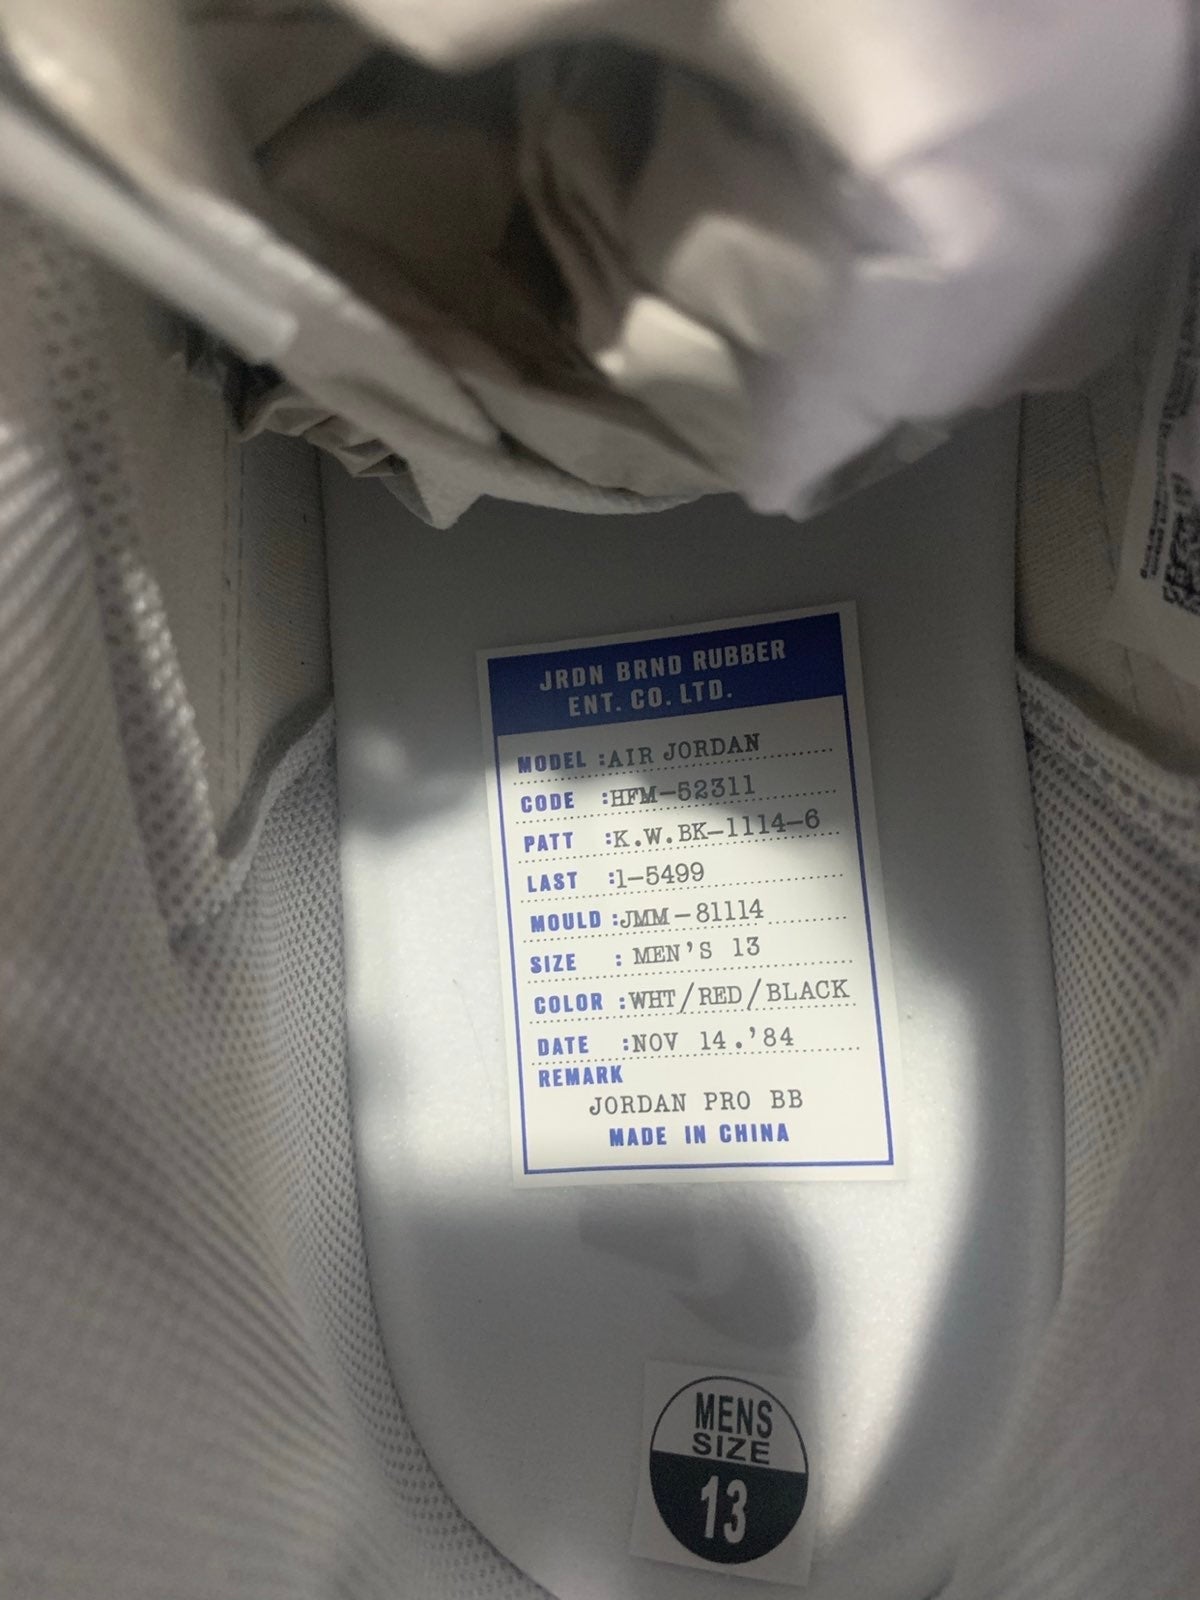 JRDN BRND RUBBER
ENT. CO. LTD.
MODEL :AIR JORDAN
CODE :HFM-52311
PATT :K.W.BK-1114-6
LAST :1-5499
MOULD :JMM-81114
SIZE : MEN'S 13
COLOR :WHT/RED/BLACK
DATE :NOV 14.'84
REMARK
JORDAN PRO BB
MADE IN CHINA
MENS
SIZE
13